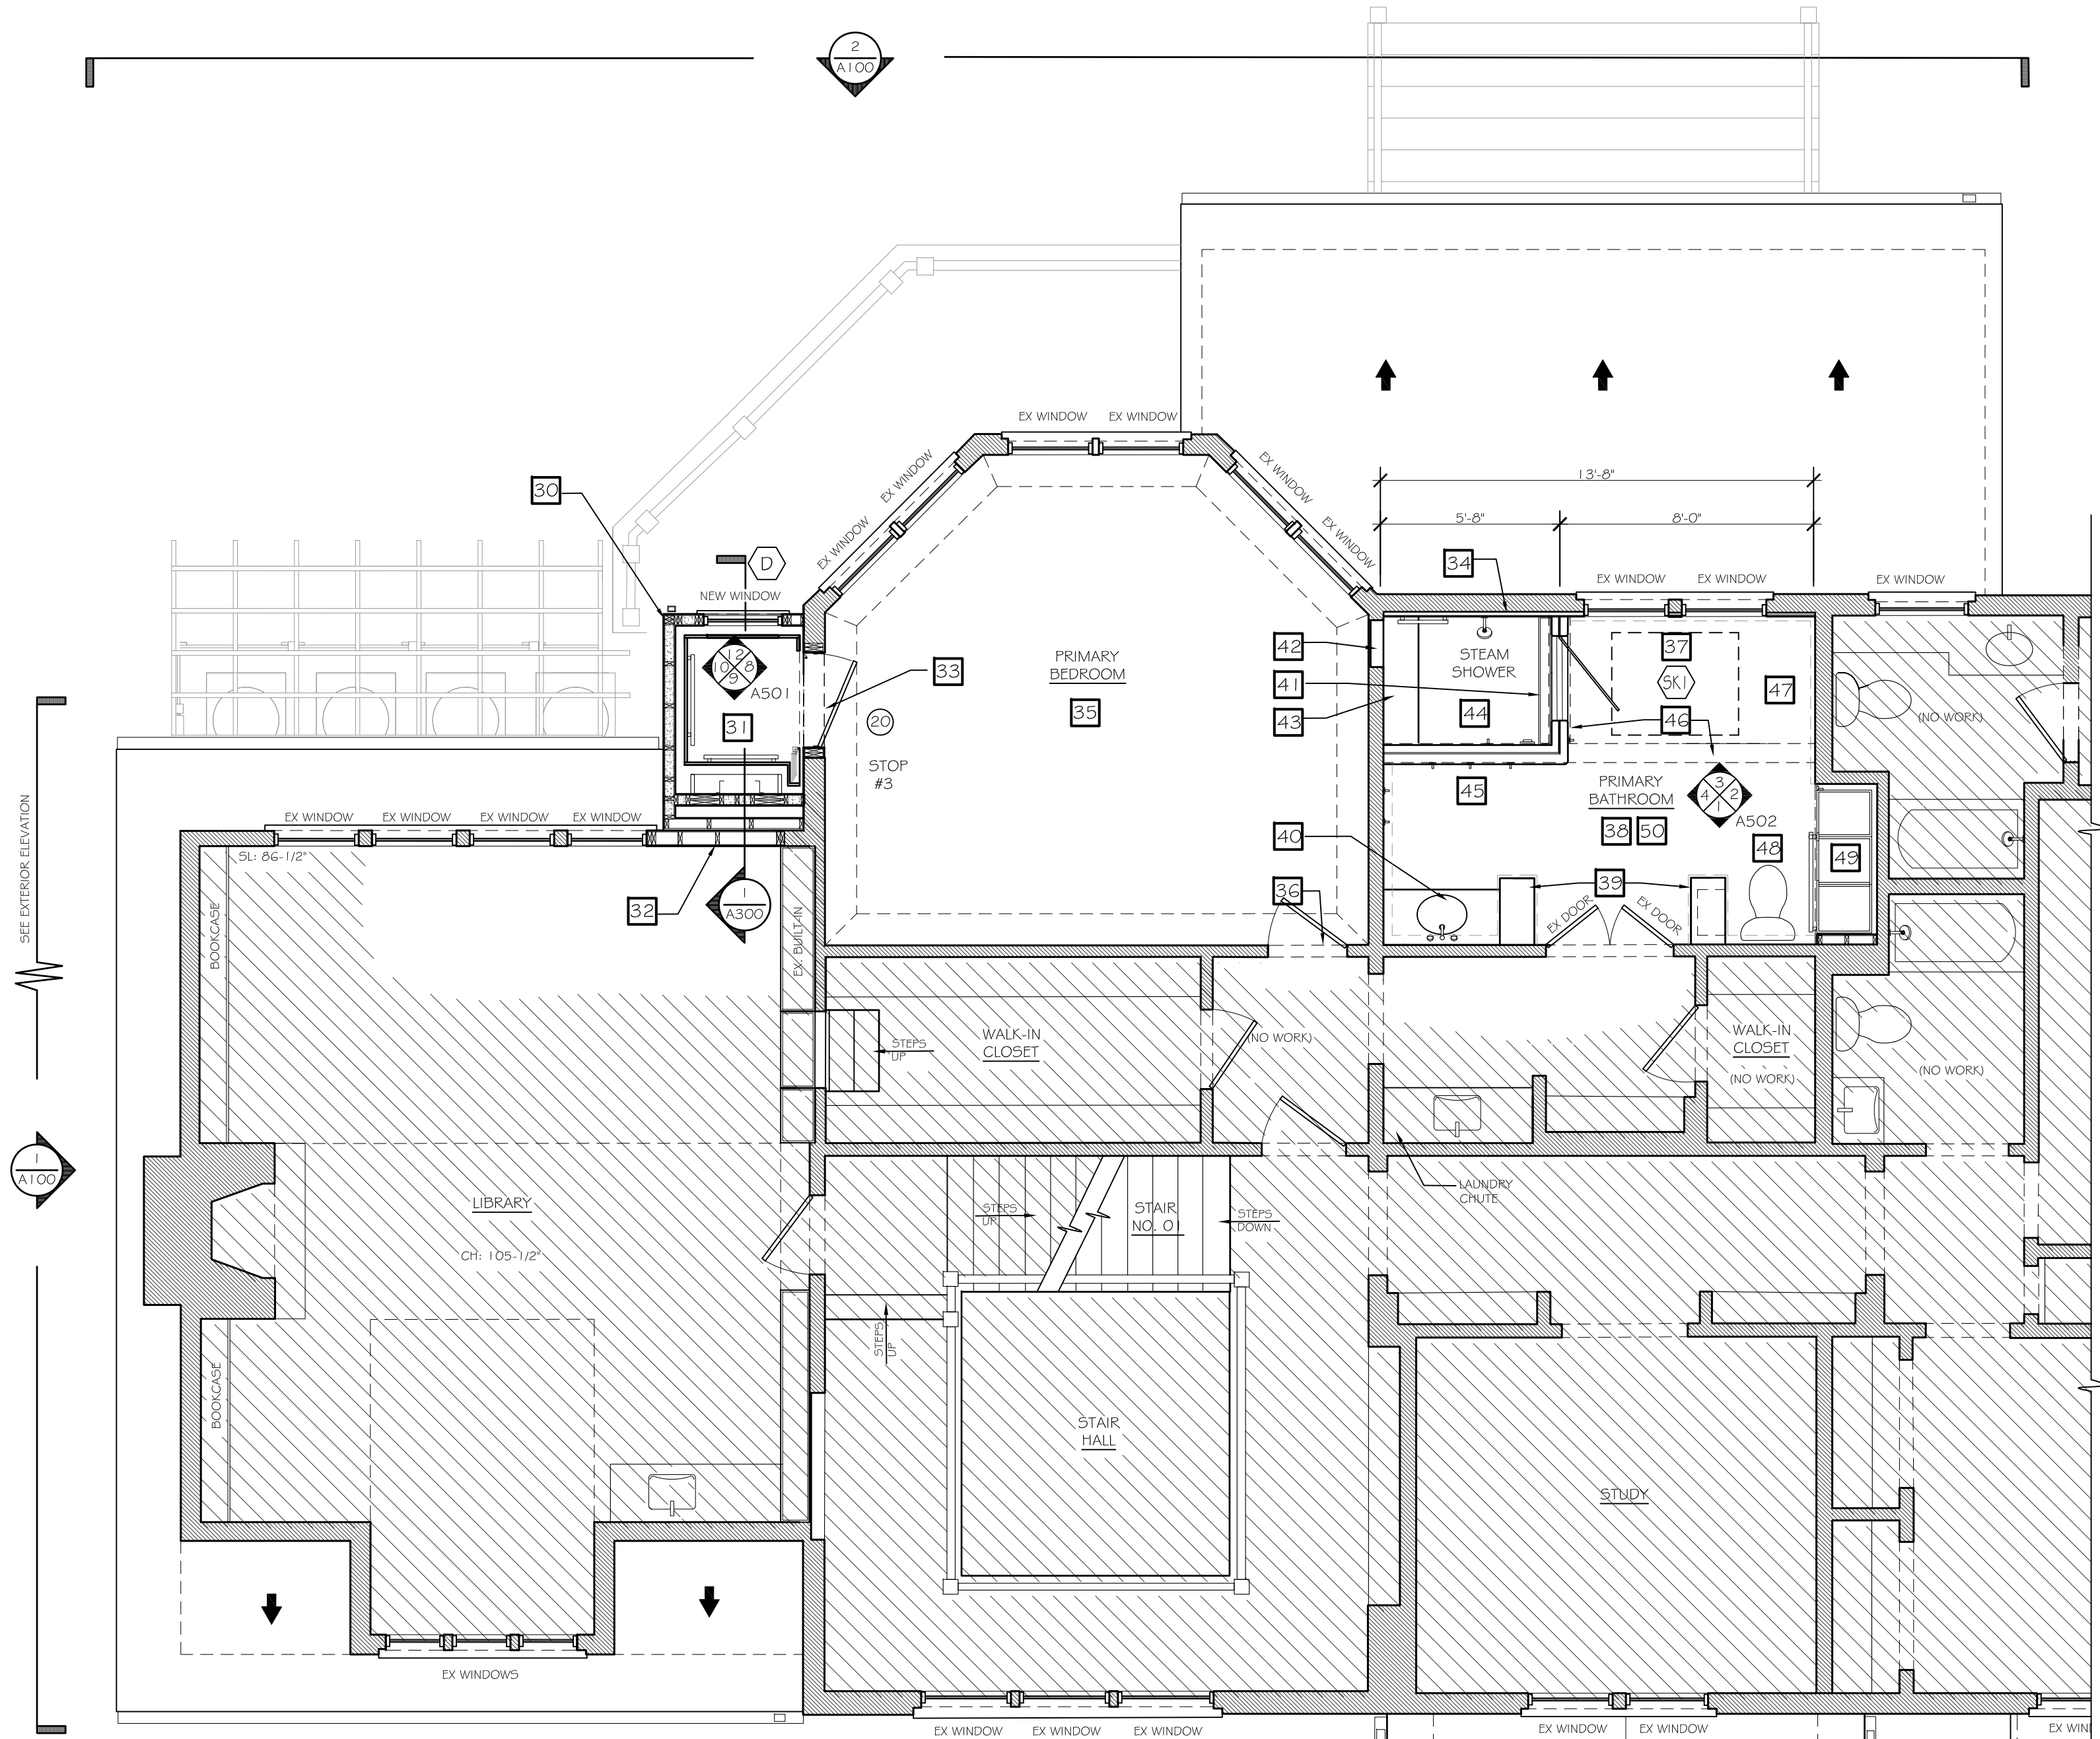 2
A100
EX WINDOW
EX WINDOW
EX WINDOW
EX WINDOW
EX WINDOW
EX WINDOW
13'-8"
5'-8"
8'-0"
30
D
NEW WINDOW
34
EX WINDOW
EX WINDOW
EX WINDOW
12
10
8
9
A501
31
33
20
STOP
#3
PRIMARY
BEDROOM
35
42
41
43
STEAM
SHOWER
44
37
SK1
46
47
(NO WORK)
45
PRIMARY
BATHROOM
38
50
3
4
2
1
A502
48
49
40
36
39
EX DOOR
EX DOOR
SEE EXTERIOR ELEVATION
EX WINDOW
EX WINDOW
EX WINDOW
EX WINDOW
SL: 86-1/2"
32
1
A300
BOOKCASE
EX. BUILT-IN
STEPS
UP
WALK-IN
CLOSET
(NO WORK)
WALK-IN
CLOSET
(NO WORK)
(NO WORK)
1
A100
LIBRARY
CH: 105-1/2"
STEPS
UP
STAIR
NO. 01
STEPS
DOWN
LAUNDRY
CHUTE
STEPS
UP
BOOKCASE
STAIR
HALL
STUDY
EX WINDOWS
EX WINDOW
EX WINDOW
EX WINDOW
EX WINDOW
EX WINDOW
EX WIN